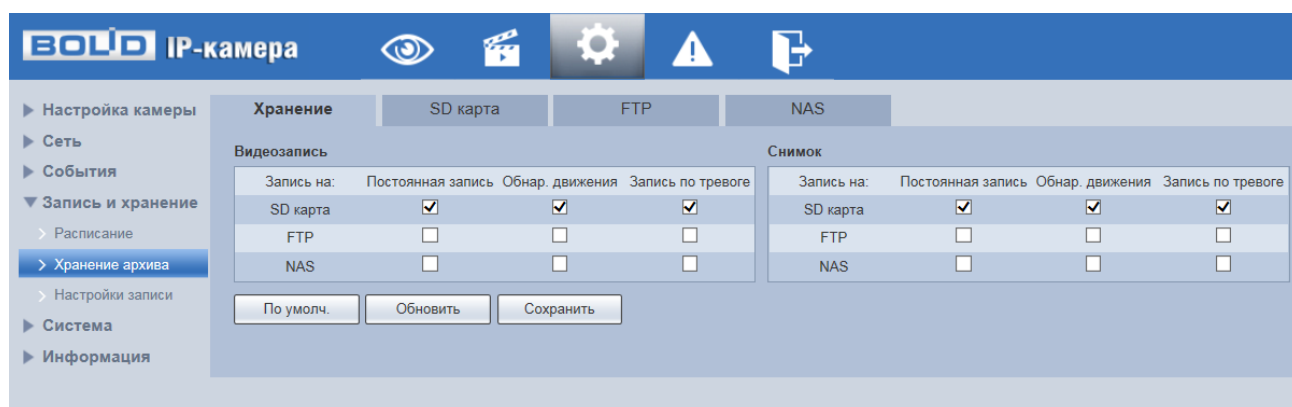 BOLID IP-камера
Настройка камеры
Сеть
События
Запись и хранение
Расписание
Хранение архива
Настройки записи
Система
Информация
Хранение SD карта FTP NAS
Видеозапись
Запись на: Постоянная запись Обнар. движения Запись по тревоге
SD карта
FTP
NAS
По умолч. Обновить Сохранить
Снимок
Запись на: Постоянная запись Обнар. движения Запись по тревоге
SD карта
FTP
NAS